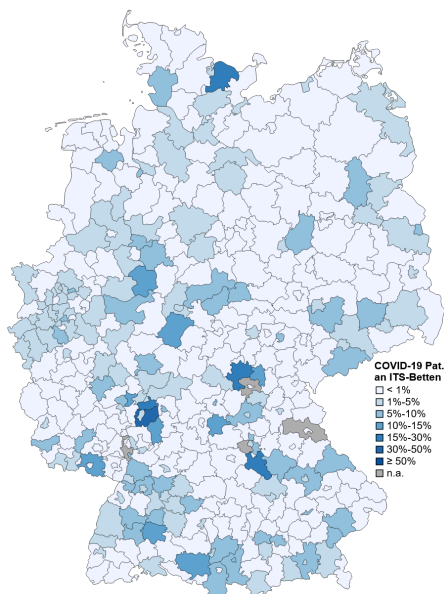 COVID-19 Pat.
an ITS-Betten
< 1%
1%-5%
5%-10%
10%-15%
15%-30%
30%-50%
≥ 50%
n.a.